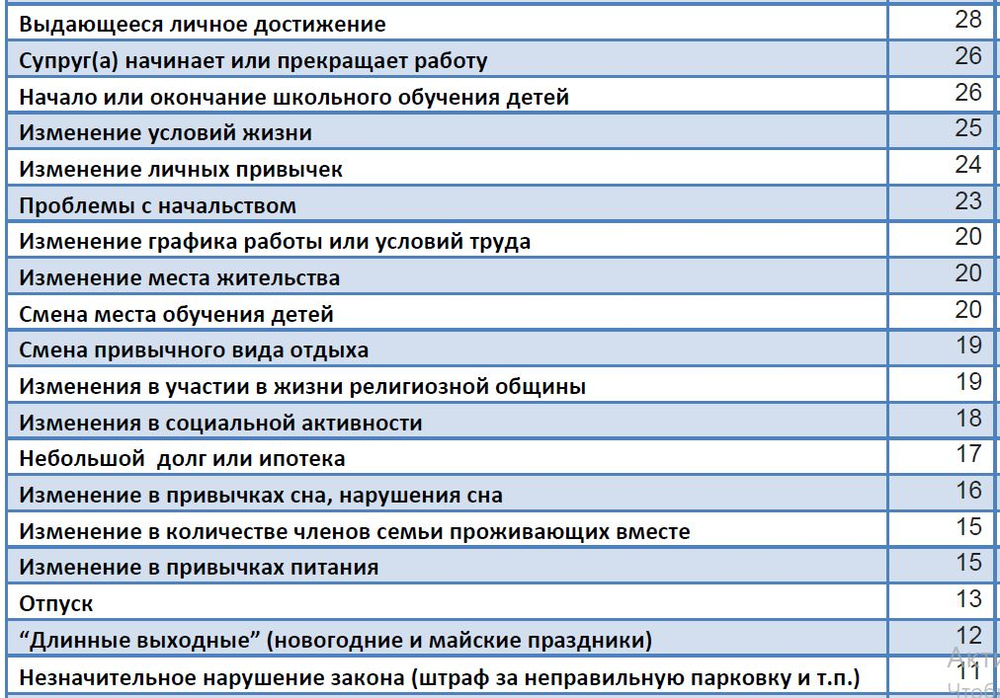 Выдающееся личное достижение 28
Супруг(а) начинает или прекращает работу 26
Начало или окончание школьного обучения детей 26
Изменение условий жизни 25
Изменение личных привычек 24
Проблемы с начальством 23
Изменение графика работы или условий труда 20
Изменение места жительства 20
Смена места обучения детей 20
Смена привычного вида отдыха 19
Изменения в участии в жизни религиозной общины 19
Изменения в социальной активности 18
Небольшой  долг или ипотека 17
Изменение в привычках сна, нарушения сна 16
Изменение в количестве членов семьи проживающих вместе 15
Изменение в привычках питания 15
Отпуск 13
“Длинные выходные” (новогодние и майские праздники) 12
Незначительное нарушение закона (штраф за неправильную парковку и т.п.) 11